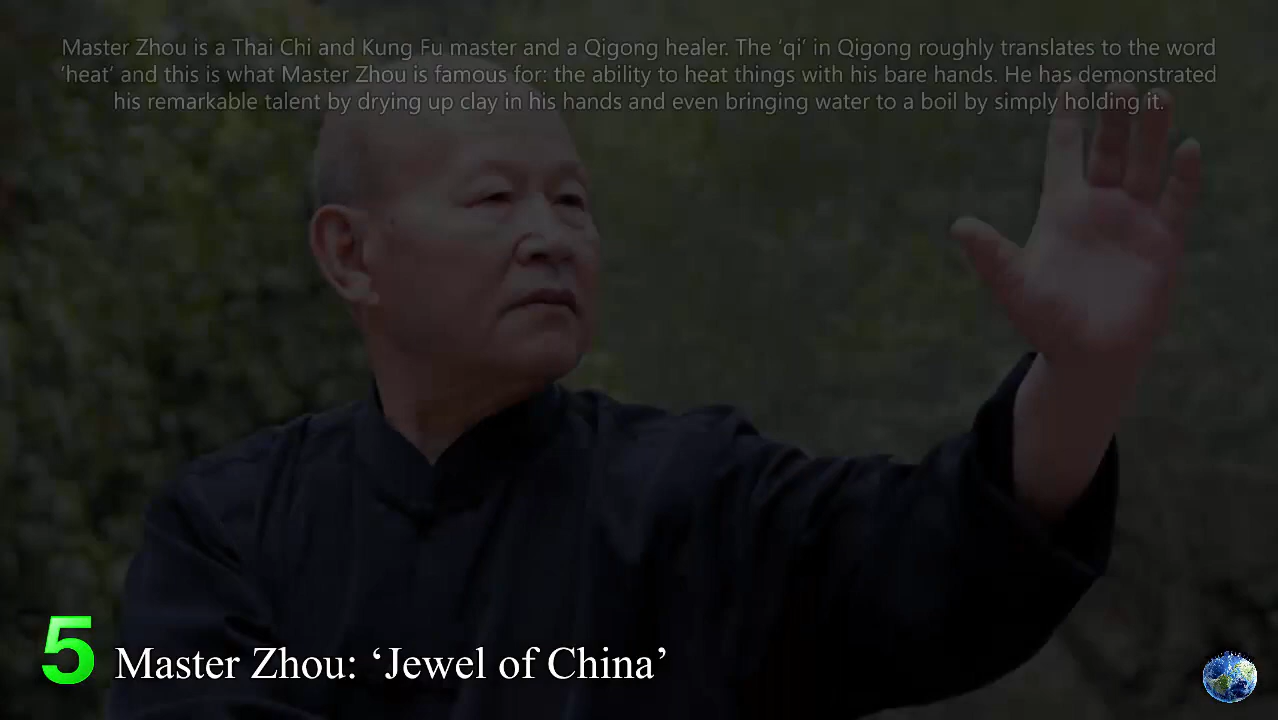 Master Zhou is a Thai Chi and Kung Fu master and a Qigong healer. The ‘qi’ in Qigong roughly translates to the word
‘heat’ and this is what Master Zhou is famous for: the ability to heat things with his bare hands. He has demonstrated
his remarkable talent by drying up clay in his hands and even bringing water to a boil by simply holding it.
5 Master Zhou: ‘Jewel of China’